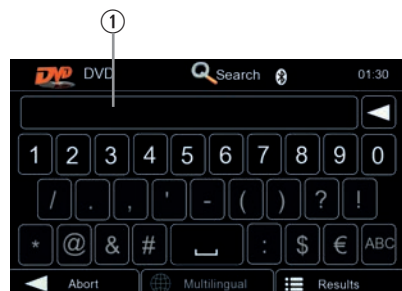 1
DVD DVD Search 01:30
1 2 3 4 5 6 7 8 9 0
/ . , ' - ( ) ? !
* @ & # : $ € ABC
Abort Multilingual Results